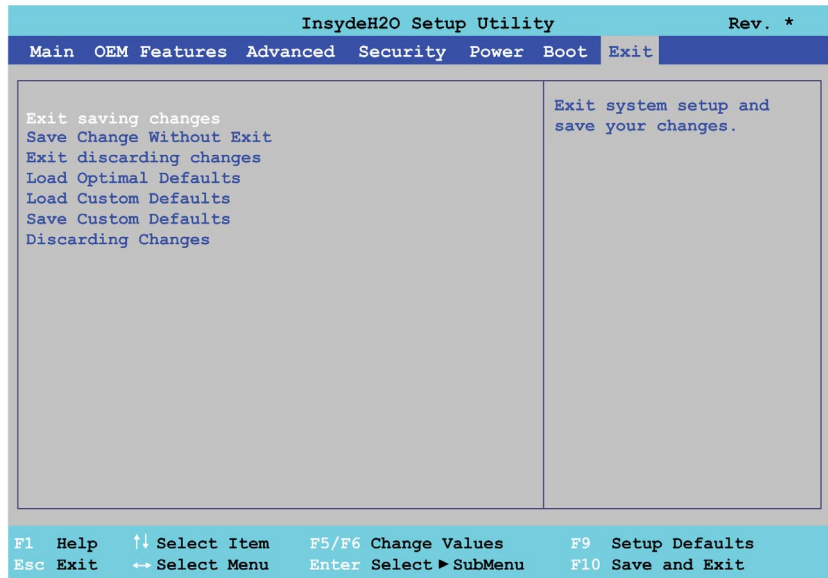 InsydeH2O Setup Utility Rev. *
Main OEM Features Advanced Security Power Boot Exit
Exit saving changes
Save Change Without Exit
Exit discarding changes
Load Optimal Defaults
Load Custom Defaults
Save Custom Defaults
Discarding Changes
Exit system setup and
save your changes.
F1 Help ↑↓ Select Item F5/F6 Change Values F9 Setup Defaults
Esc Exit ↔ Select Menu Enter Select ► SubMenu F10 Save and Exit